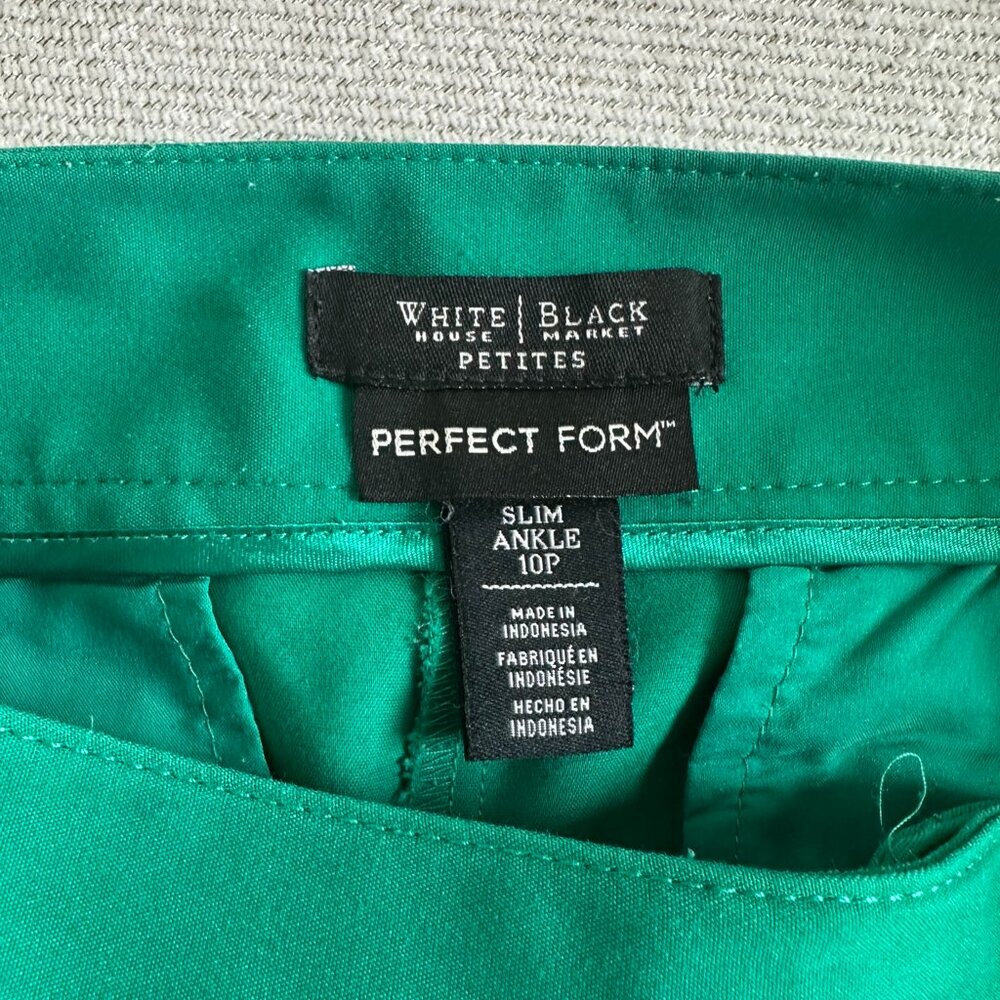 WHITE | BLACK
HOUSE MARKET
PETITES
PERFECT FORM™
SLIM
ANKLE
10P
MADE IN
INDONESIA
FABRIQUÉ EN
INDONÉSIE
HECHO EN
INDONESIA